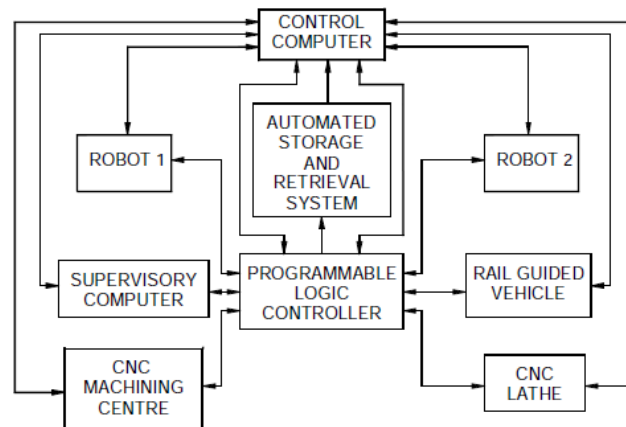 CONTROL
COMPUTER
AUTOMATED
STORAGE
AND
RETRIEVAL
SYSTEM
ROBOT 1
ROBOT 2
SUPERVISORY
COMPUTER
PROGRAMMABLE
LOGIC
CONTROLLER
RAIL GUIDED
VEHICLE
CNC
MACHINING
CENTRE
CNC
LATHE